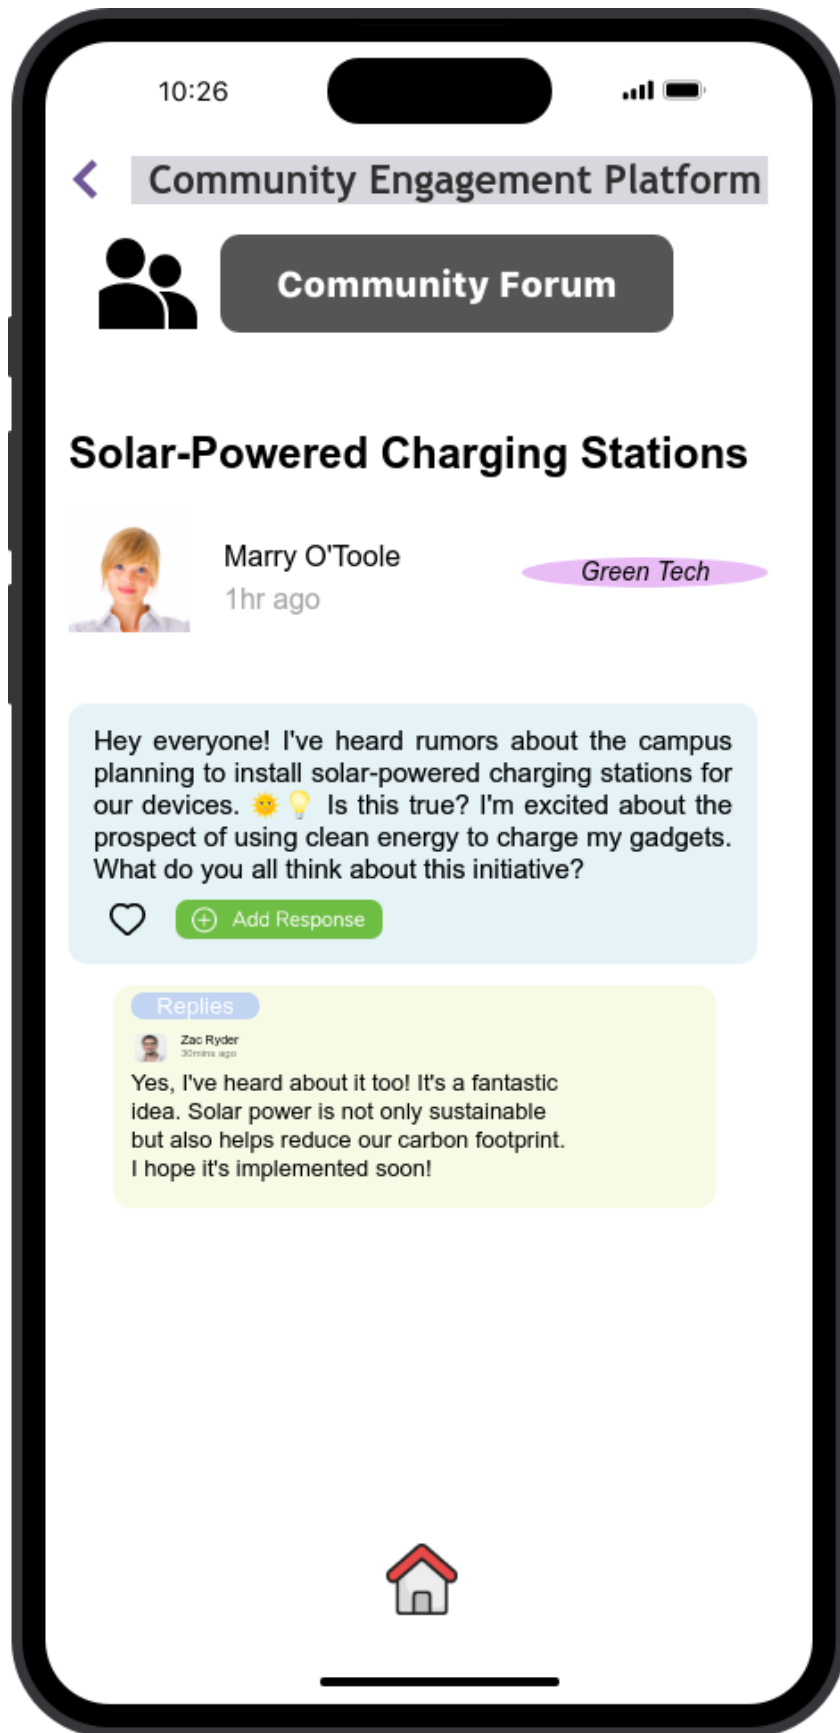 10:26
Community Engagement Platform
Community Forum
Solar-Powered Charging Stations
Marry O'Toole
1hr ago
Green Tech
Hey everyone! I've heard rumors about the campus
planning to install solar-powered charging stations for
our devices. 🌞💡 Is this true? I'm excited about the
prospect of using clean energy to charge my gadgets.
What do you all think about this initiative?
Add Response
Replies
Zac Ryder
30mins ago
Yes, I've heard about it too! It's a fantastic
idea. Solar power is not only sustainable
but also helps reduce our carbon footprint.
I hope it's implemented soon!